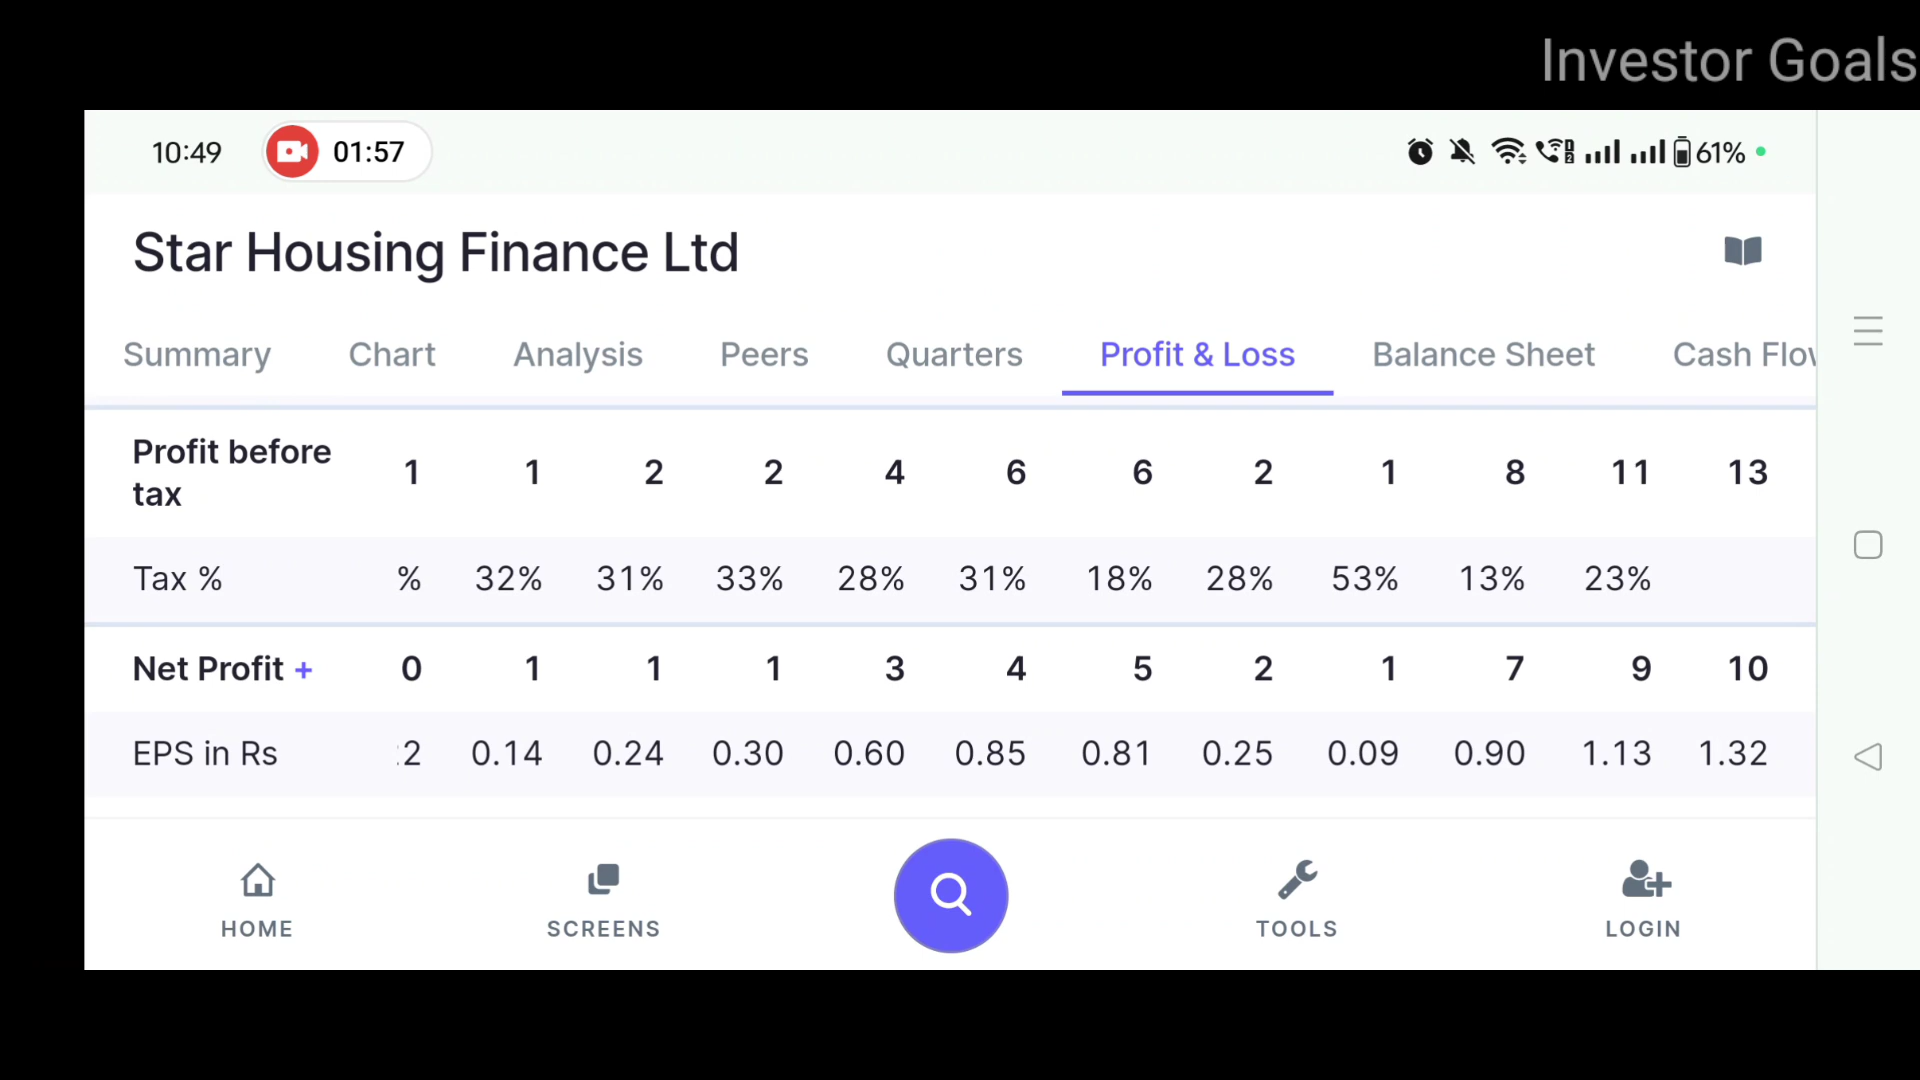 Investor Goals
10:49 01:57 61%
Star Housing Finance Ltd
Summary Chart Analysis Peers Quarters Profit & Loss Balance Sheet Cash Flow
Profit before
tax 1 1 2 2 4 6 6 2 1 8 11 13
Tax % % 32% 31% 33% 28% 31% 18% 28% 53% 13% 23%
Net Profit + 0 1 1 1 3 4 5 2 1 7 9 10
EPS in Rs 2 0.14 0.24 0.30 0.60 0.85 0.81 0.25 0.09 0.90 1.13 1.32
HOME SCREENS TOOLS LOGIN